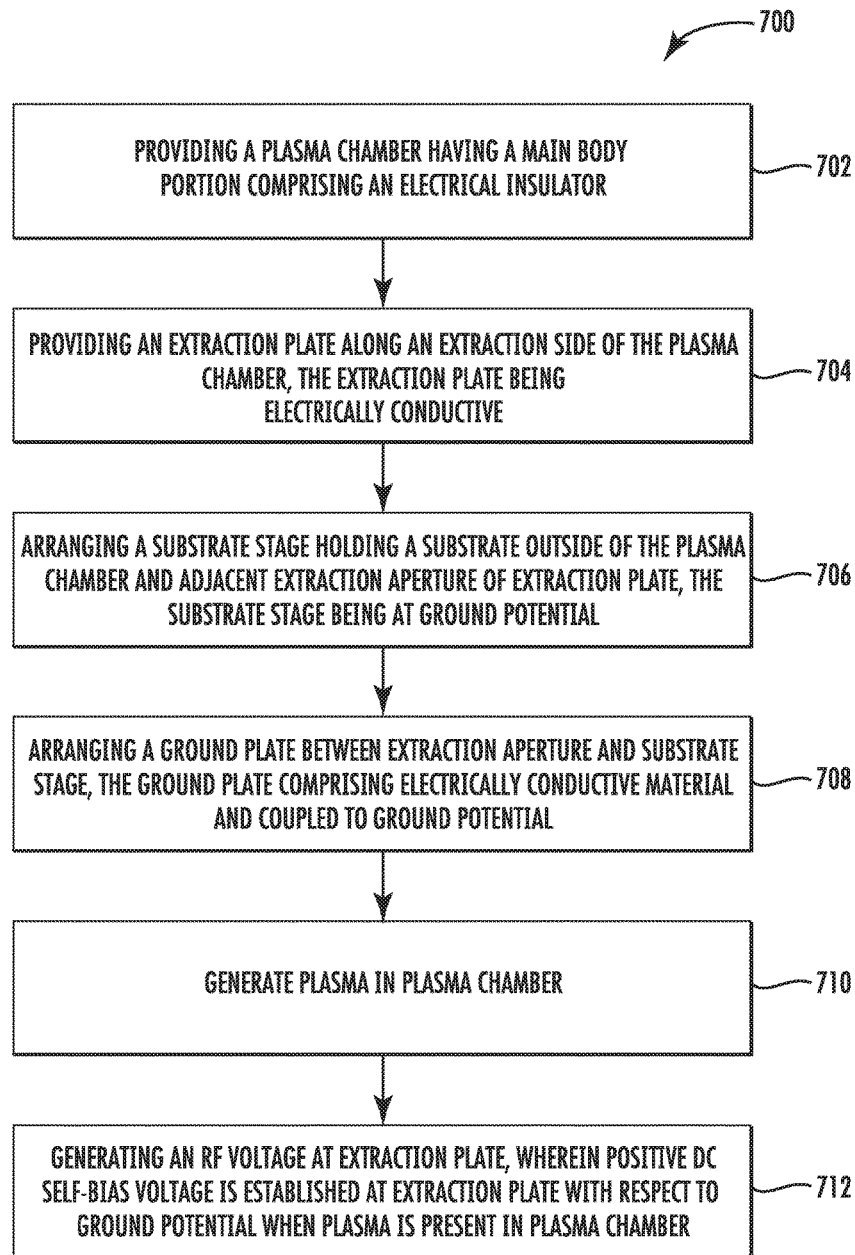 700
PROVIDING A PLASMA CHAMBER HAVING A MAIN BODY
PORTION COMPRISING AN ELECTRICAL INSULATOR
702
PROVIDING AN EXTRACTION PLATE ALONG AN EXTRACTION SIDE OF THE PLASMA
CHAMBER, THE EXTRACTION PLATE BEING
ELECTRICALLY CONDUCTIVE
704
ARRANGING A SUBSTRATE STAGE HOLDING A SUBSTRATE OUTSIDE OF THE PLASMA
CHAMBER AND ADJACENT EXTRACTION APERTURE OF EXTRACTION PLATE, THE
SUBSTRATE STAGE BEING AT GROUND POTENTIAL
706
ARRANGING A GROUND PLATE BETWEEN EXTRACTION APERTURE AND SUBSTRATE
STAGE, THE GROUND PLATE COMPRISING ELECTRICALLY CONDUCTIVE MATERIAL
AND COUPLED TO GROUND POTENTIAL
708
GENERATE PLASMA IN PLASMA CHAMBER
710
GENERATING AN RF VOLTAGE AT EXTRACTION PLATE, WHEREIN POSITIVE DC
SELF-BIAS VOLTAGE IS ESTABLISHED AT EXTRACTION PLATE WITH RESPECT TO
GROUND POTENTIAL WHEN PLASMA IS PRESENT IN PLASMA CHAMBER
712